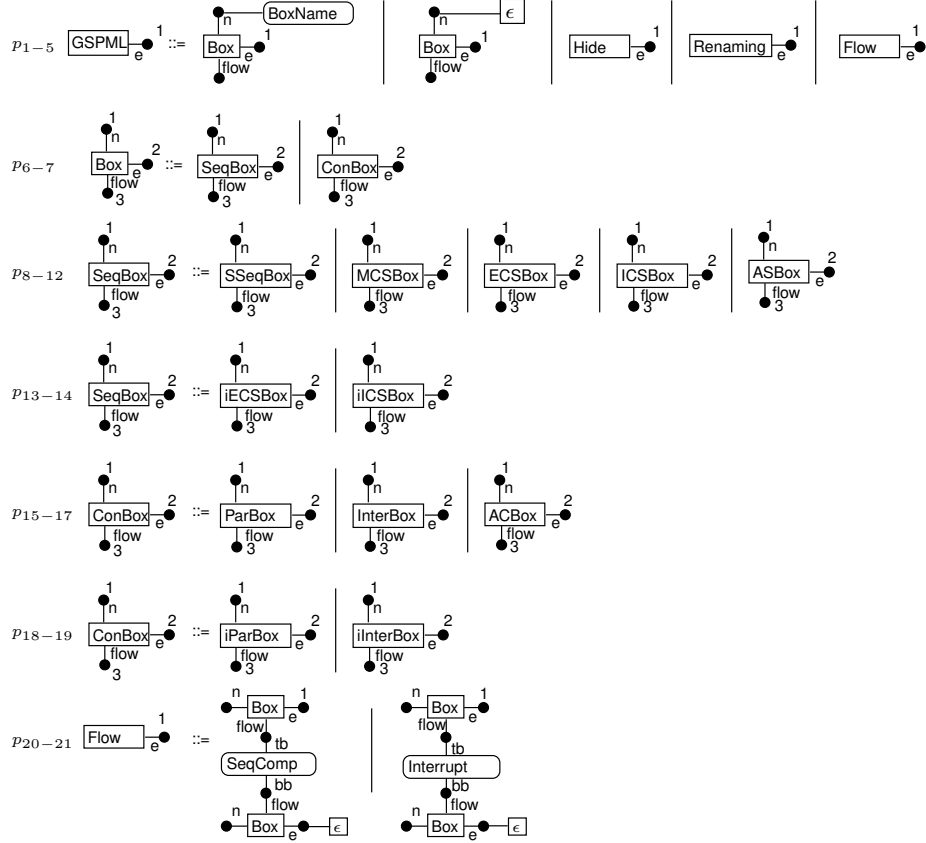 1 BoxName ϵ
n n
p1−5 GSPML e 1 ::= Box e 1 Box e 1 Hide e 1 Renaming e 1 Flow e 1
flow flow
1 1 1
n n n
p6−7 Box e 2 ::= SeqBox e 2 ConBox e 2
flow flow flow
3 3 3
1 1 1 1 1 1
n n n n n n
p8−12 SeqBox e 2 ::= SSeqBox e 2 MCSBox e 2 ECSBox e 2 ICSBox e 2 ASBox e 2
flow flow flow flow flow flow
3 3 3 3 3 3
1 1 1
n n n
p13−14 SeqBox e 2 ::= iECSBox e 2 iICSBox e 2
flow flow flow
3 3 3
1 1 1 1
n n n n
p15−17 ConBox e 2 ::= ParBox e 2 InterBox e 2 ACBox e 2
flow flow flow flow
3 3 3 3
1 1 1
n n n
p18−19 ConBox e 2 ::= iParBox e 2 iInterBox e 2
flow flow flow
3 3 3
n Box e 1 n Box e 1
flow flow
p20−21 Flow e 1 ::= tb tb
SeqComp Interrupt
bb bb
flow flow
n Box e ϵ n Box e ϵ